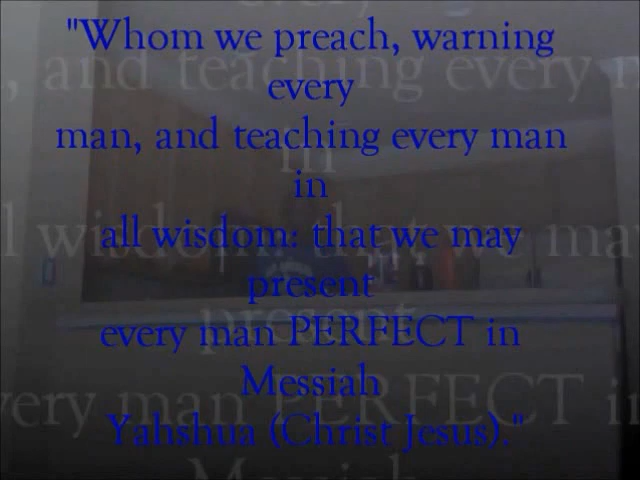 "Whom we preach, warning
every
man, and teaching every man
in
all wisdom: that we may
present
every man PERFECT in
Messiah
Yahshua (Christ Jesus)."